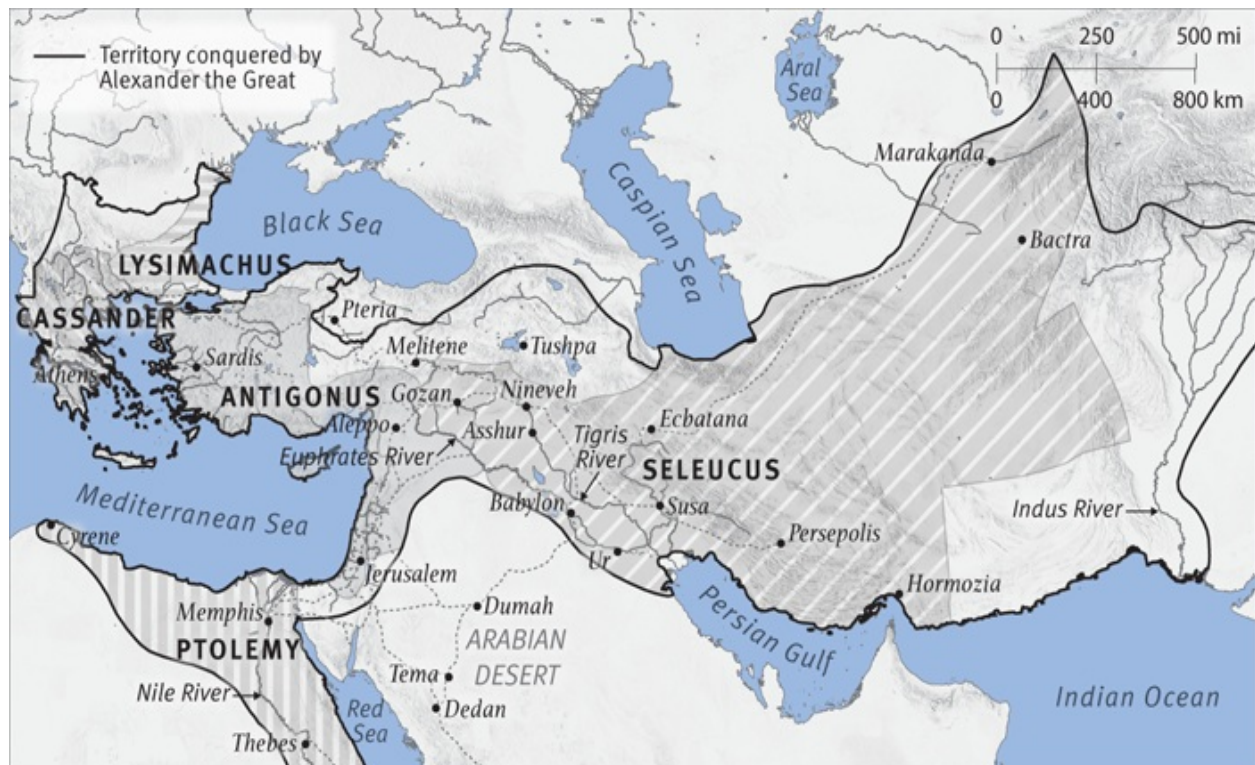 Territory conquered by
Alexander the Great
0 250 500 mi
0 400 800 km
Aral
Sea
Marakanda
Caspian Sea
Black Sea
Bactra
LYSIMACHUS
CASSANDER
Pteria
Tushpa
Melitene
Sardis
Athens
ANTIGONUS
Gozan
Nineveh
Aleppo
Asshur
Ecbatana
Euphrates River
Tigris
River
SELEUCUS
Mediterranean Sea
Babylon
Susa
Indus River
Cyrene
Persepolis
Ur
Jerusalem
Hormozia
Memphis
Dumah
Persian Gulf
PTOLEMY
ARABIAN
DESERT
Tema
Nile River
Red
Sea
Dedan
Indian Ocean
Thebes